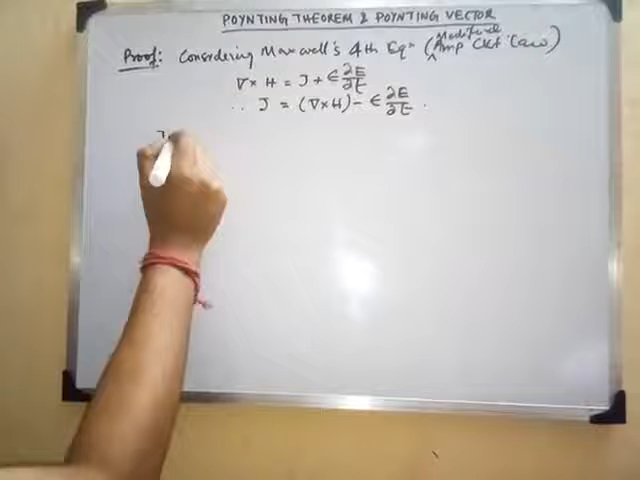 POYNTING THEOREM & POYNTING VECTOR
Proof: Considering Maxwell's 4th Eqn (Modified Amp Ckt. Law)
∇ × H = J + ϵ ∂E/∂t
∴ J = (∇×H) − ϵ ∂E/∂t .